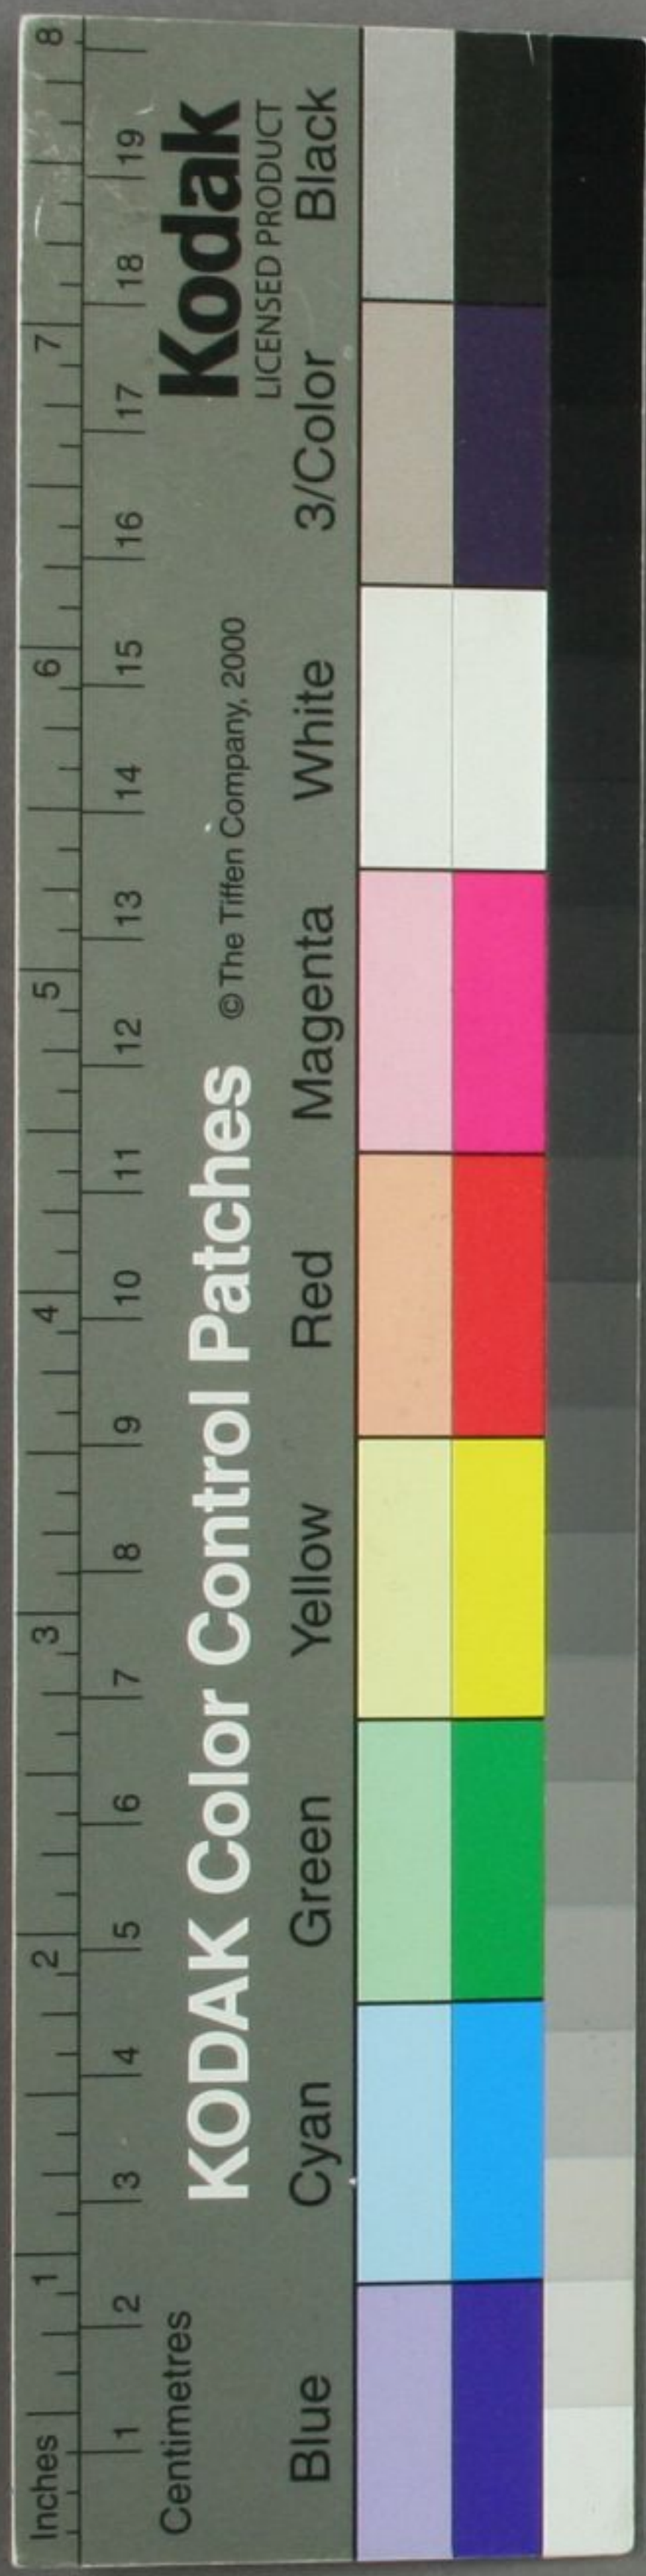 Inches 1 2 3 4 5 6 7 8
1 2 3 4 5 6 7 8 9 10 11 12 13 14 15 16 17 18 19
Centimetres
KODAK Color Control Patches © The Tiffen Company, 2000
Kodak
LICENSED PRODUCT
Blue Cyan Green Yellow Red Magenta White 3/Color Black